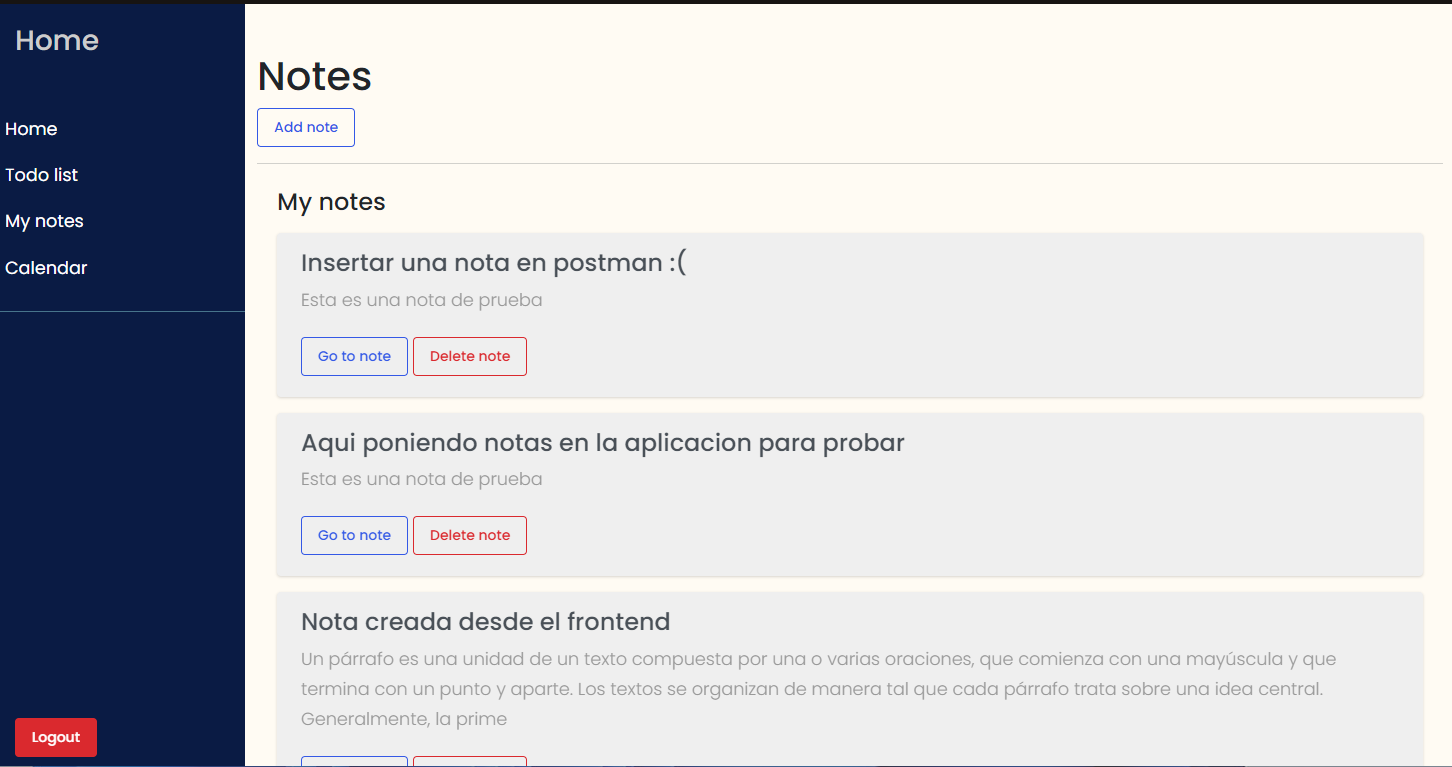 Home
Home
Todo list
My notes
Calendar
Logout
Notes
Add note
My notes
Insertar una nota en postman :(
Esta es una nota de prueba
Go to note Delete note
Aqui poniendo notas en la aplicacion para probar
Esta es una nota de prueba
Go to note Delete note
Nota creada desde el frontend
Un párrafo es una unidad de un texto compuesta por una o varias oraciones, que comienza con una mayúscula y que
termina con un punto y aparte. Los textos se organizan de manera tal que cada párrafo trata sobre una idea central.
Generalmente, la prime